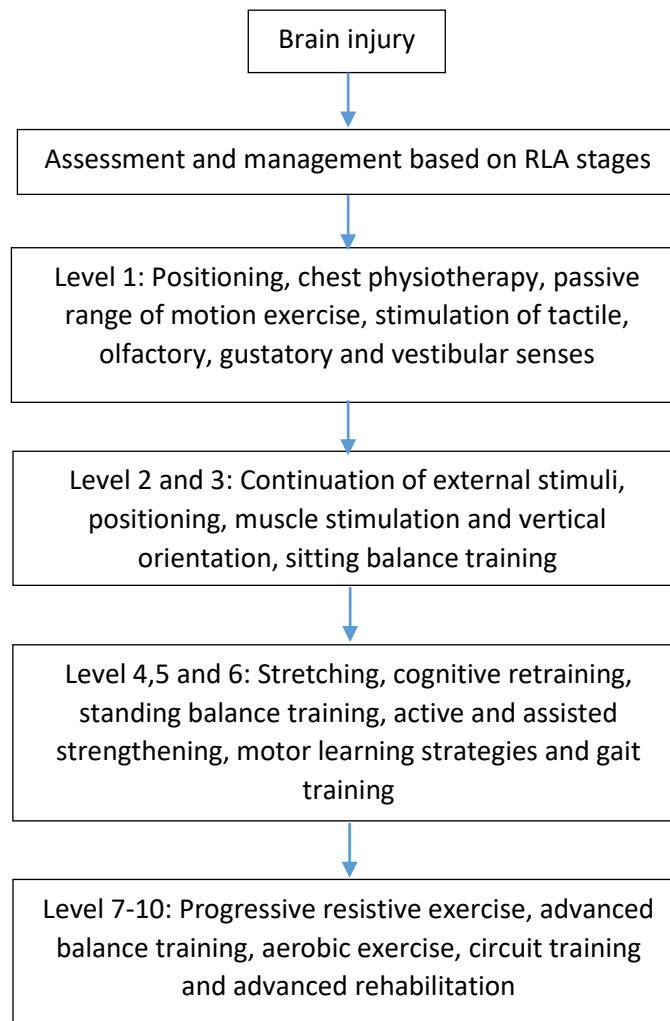 Brain injury
Assessment and management based on RLA stages
Level 1: Positioning, chest physiotherapy, passive
range of motion exercise, stimulation of tactile,
olfactory, gustatory and vestibular senses
Level 2 and 3: Continuation of external stimuli,
positioning, muscle stimulation and vertical
orientation, sitting balance training
Level 4,5 and 6: Stretching, cognitive retraining,
standing balance training, active and assisted
strengthening, motor learning strategies and gait
training
Level 7-10: Progressive resistive exercise, advanced
balance training, aerobic exercise, circuit training
and advanced rehabilitation